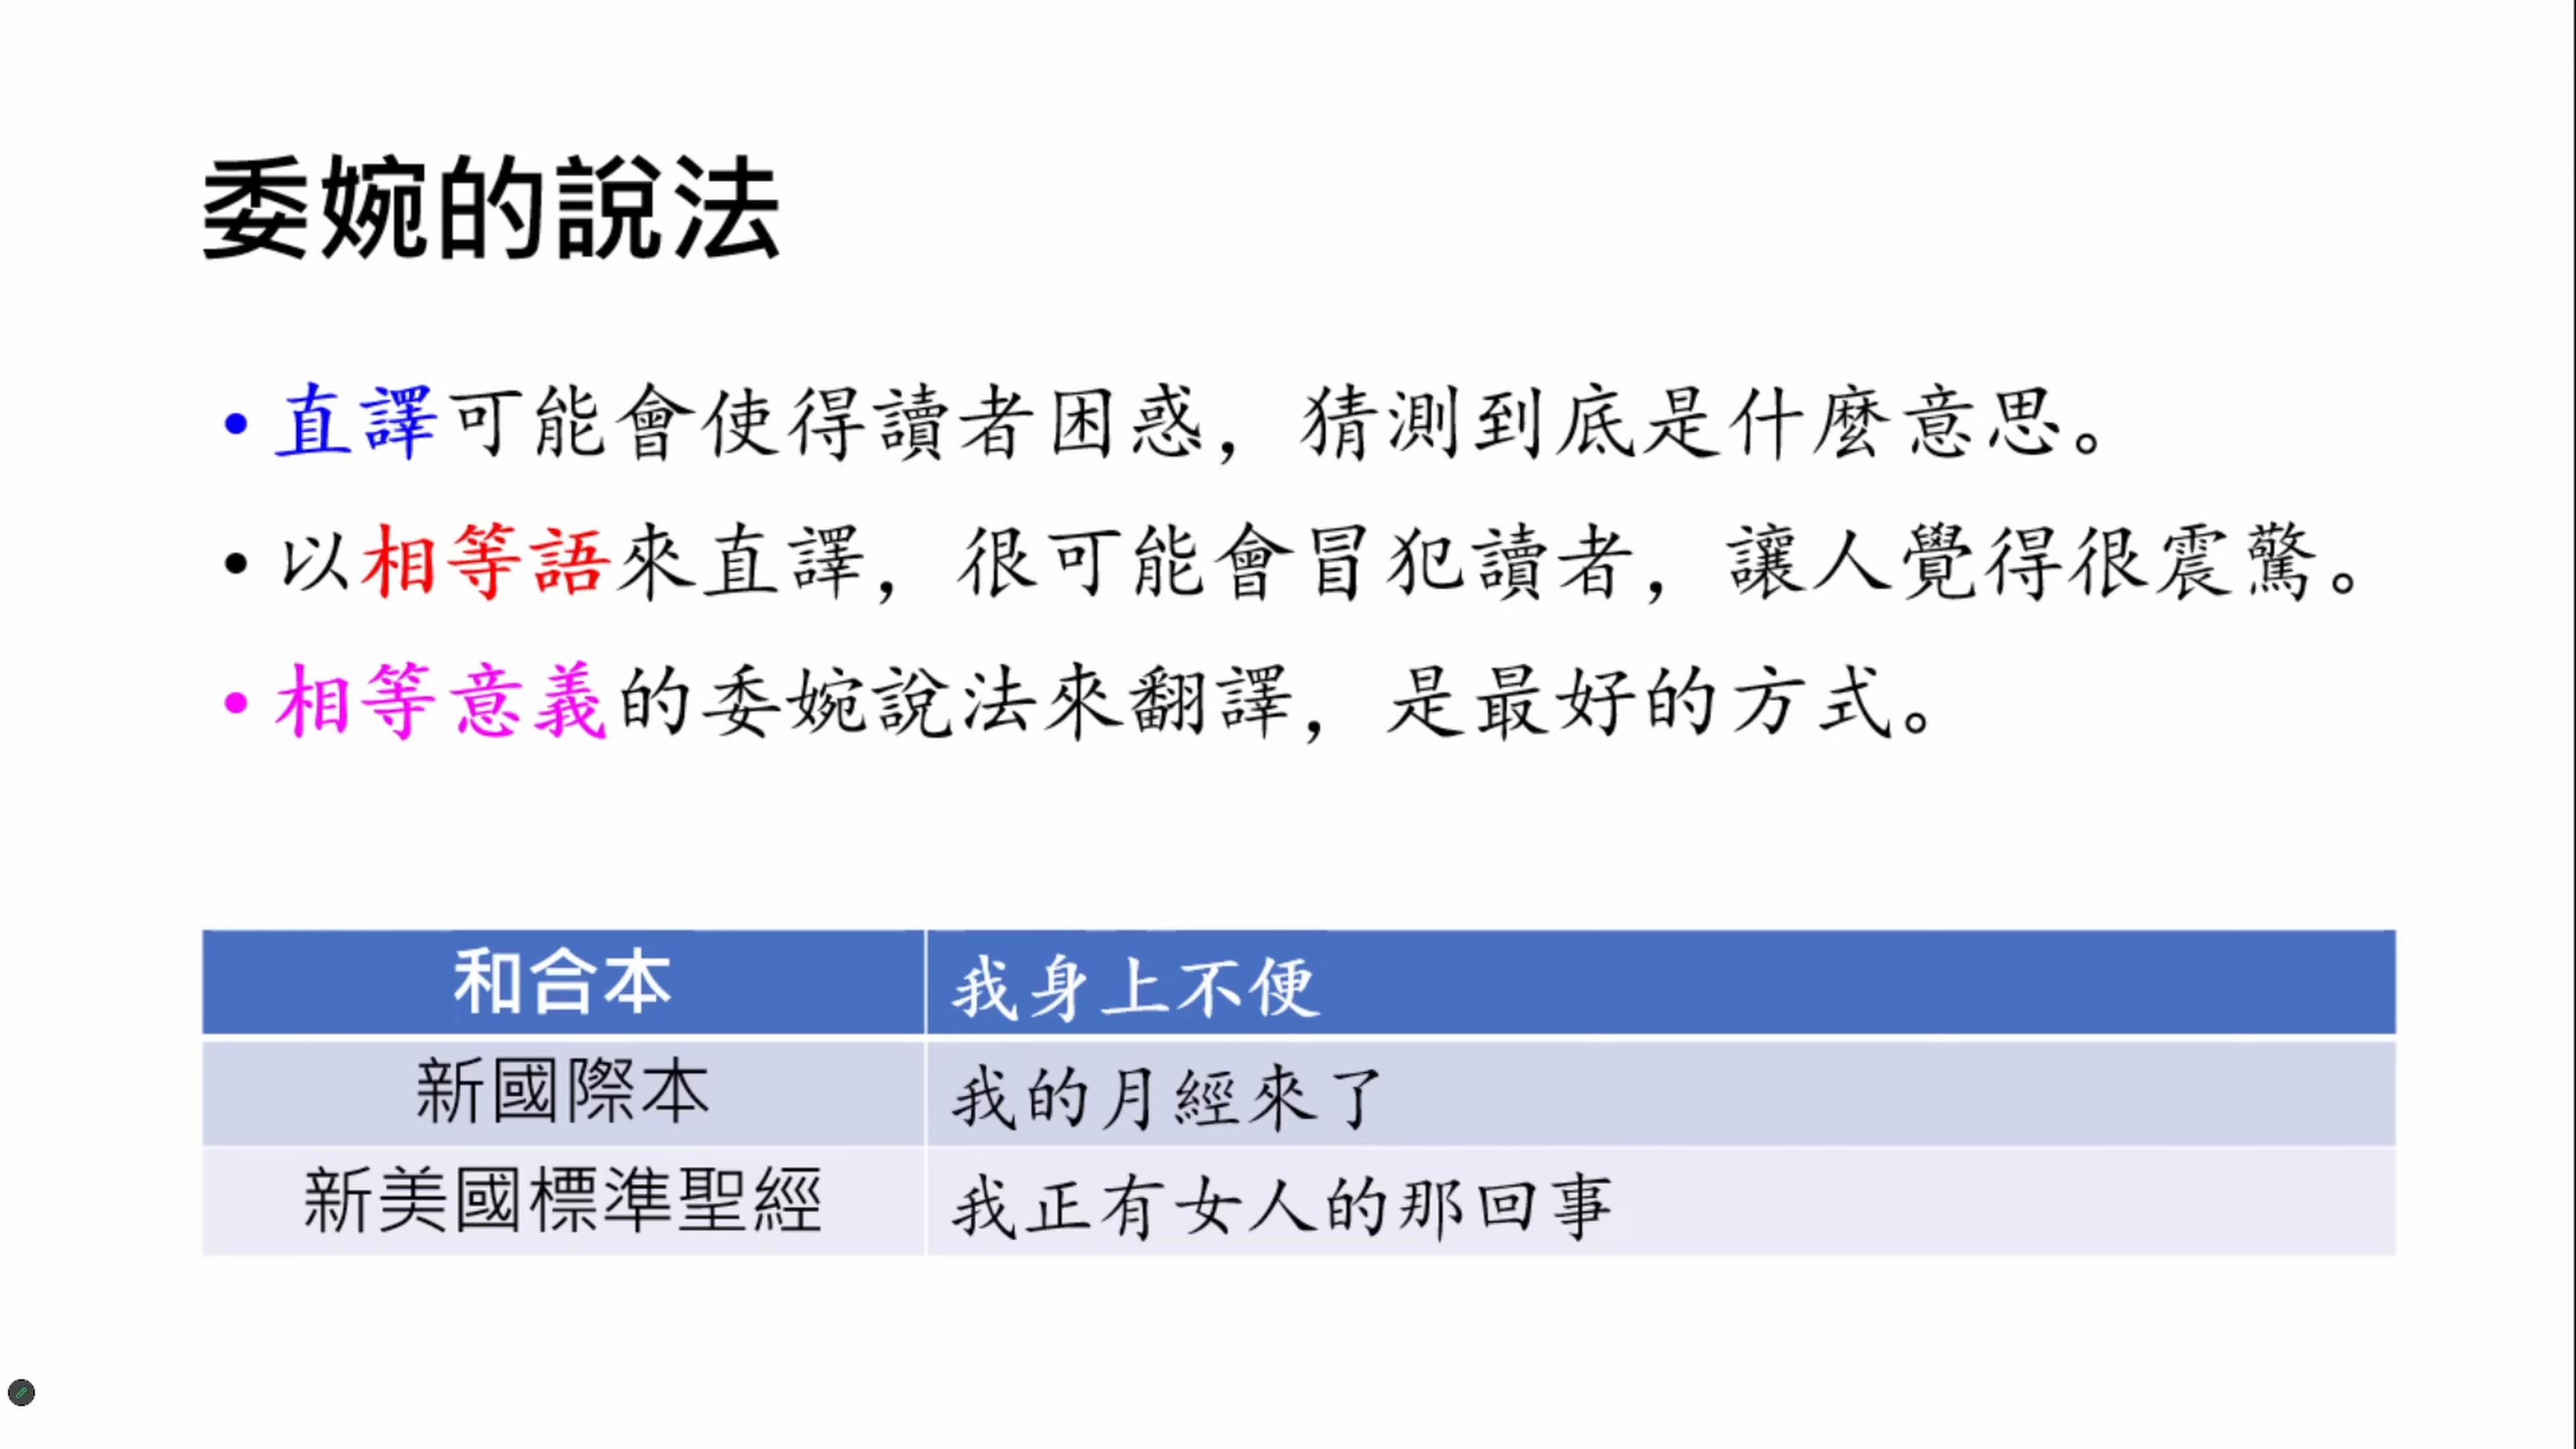 委婉的說法
• 直譯可能會使得讀者困惑，猜測到底是什麼意思。
• 以相等語來直譯，很可能會冒犯讀者，讓人覺得很震驚。
• 相等意義的委婉說法來翻譯，是最好的方式。
和合本 我身上不便
新國際本 我的月經來了
新美國標準聖經 我正有女人的那回事